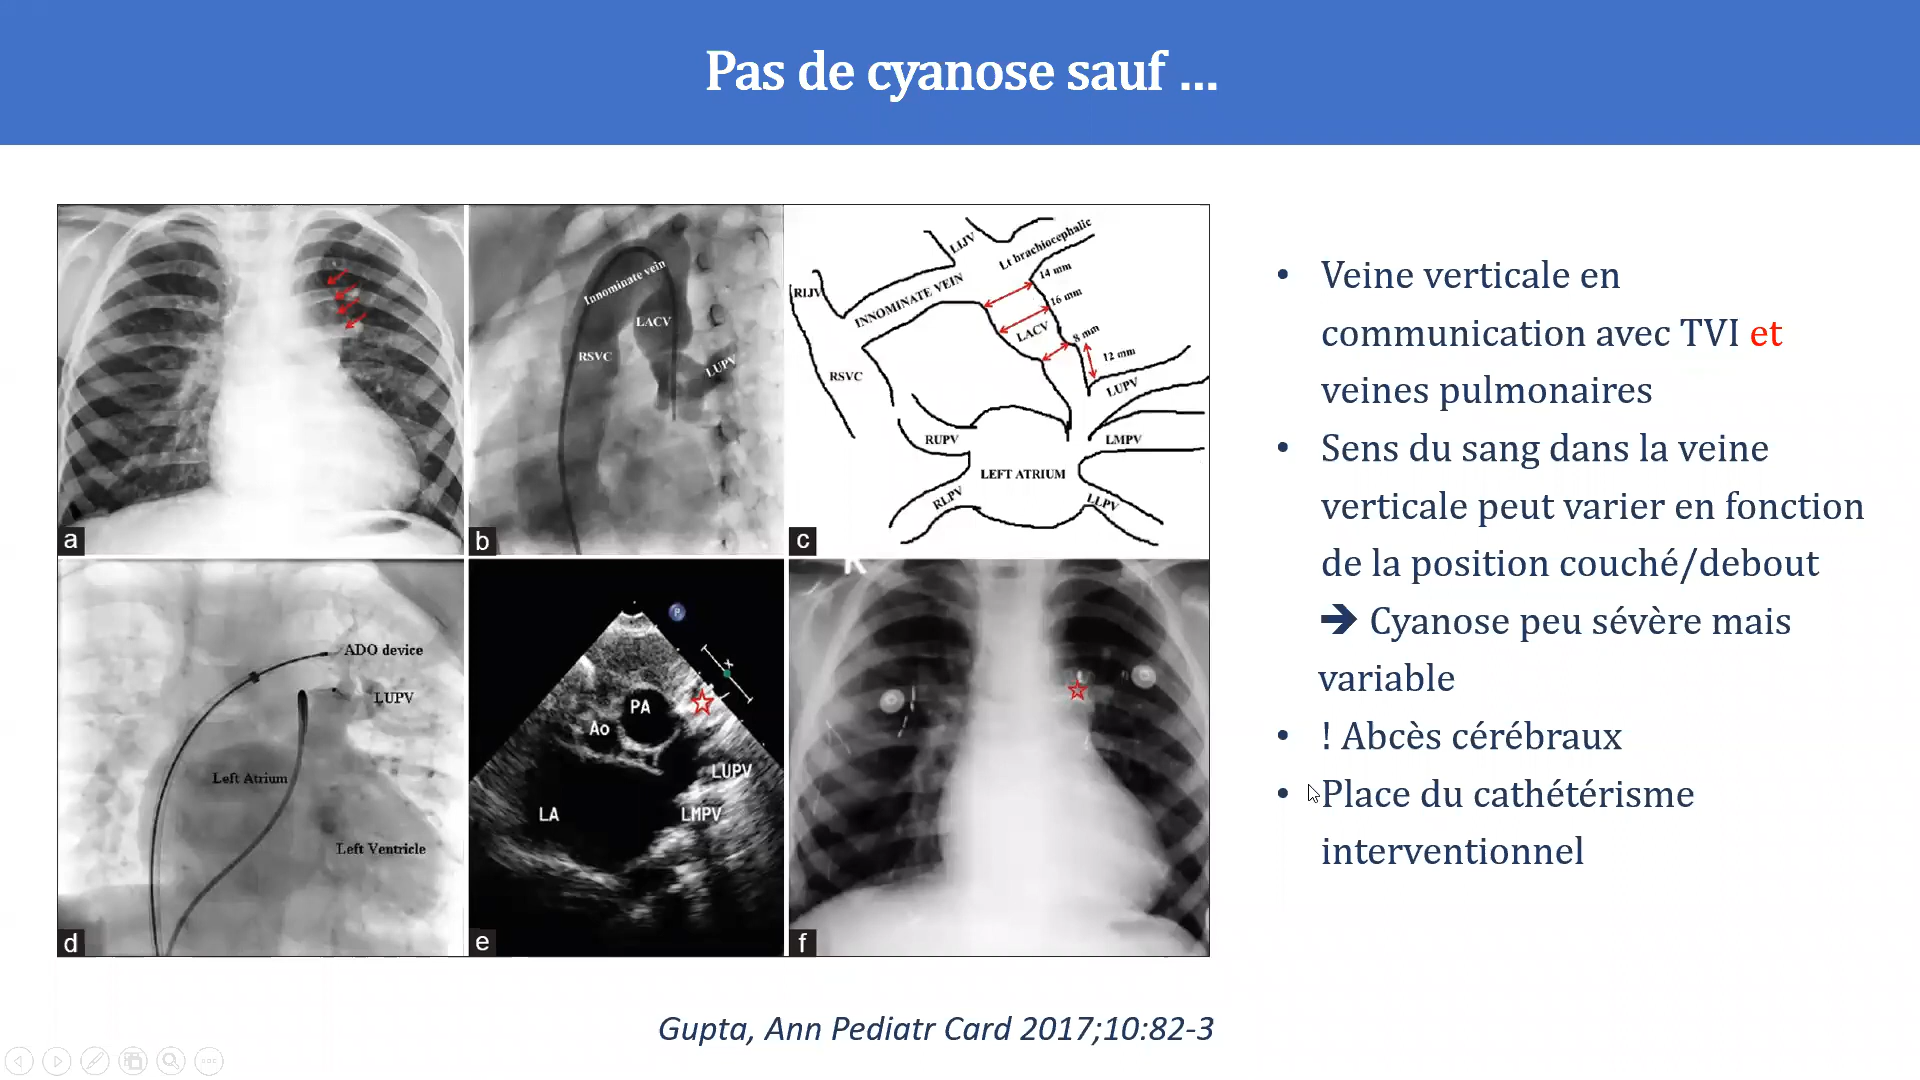 Pas de cyanose sauf ...
a
Innominate vein
LACV
RSVC
LUPV
b
LIJV
Lt brachiocephalic
14 mm
RIJV
INNOMINATE VEIN
16 mm
LACV
8 mm
12 mm
RSVC
LUPV
RUPV
LMPV
LEFT ATRIUM
RLPV
LLPV
c
ADO device
LUPV
Left Atrium
Left Ventricle
d
P
x
PA
Ao
LUPV
LA
LMPV
e
R
f
• Veine verticale en
communication avec TVI et
veines pulmonaires
• Sens du sang dans la veine
verticale peut varier en fonction
de la position couché/debout
➔ Cyanose peu sévère mais
variable
• ! Abcès cérébraux
• Place du cathétérisme
interventionnel
Gupta, Ann Pediatr Card 2017;10:82-3